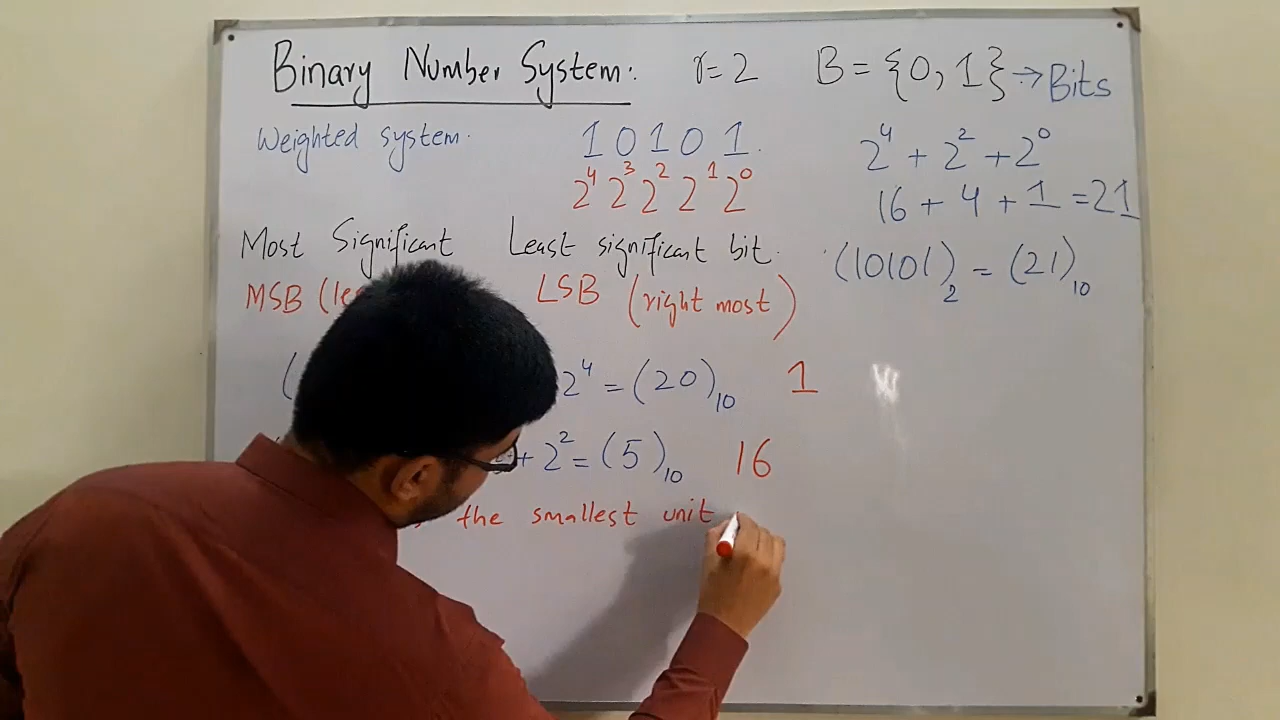 Binary Number System: r=2 B = {0,1} → Bits
Weighted system. 1 0 1 0 1. 2⁴ + 2² + 2⁰
2⁴ 2³ 2² 2¹ 2⁰ 16 + 4 + 1 = 21
Most Significant Least significant bit. (10101)₂ = (21)₁₀
MSB ( LSB (right most)
( 2⁴ = (20)₁₀ 1
+ 2² = (5)₁₀ 16
the smallest unit